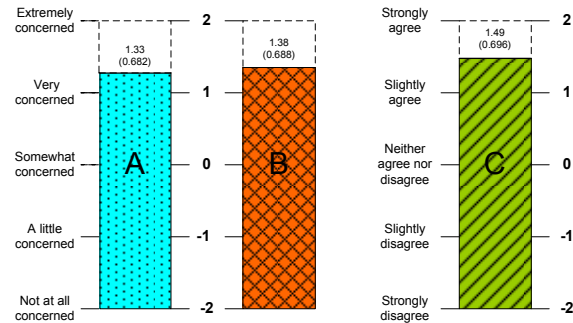 Extremely
concerned
2
1.33
(0.682)
1.38
(0.688)
Very
concerned
1
Somewhat
concerned
A
0
B
A little
concerned
-1
Not at all
concerned
-2
Strongly
agree
2
1.49
(0.696)
Slightly
agree
1
Neither
agree nor
disagree
C
0
Slightly
disagree
-1
Strongly
disagree
-2